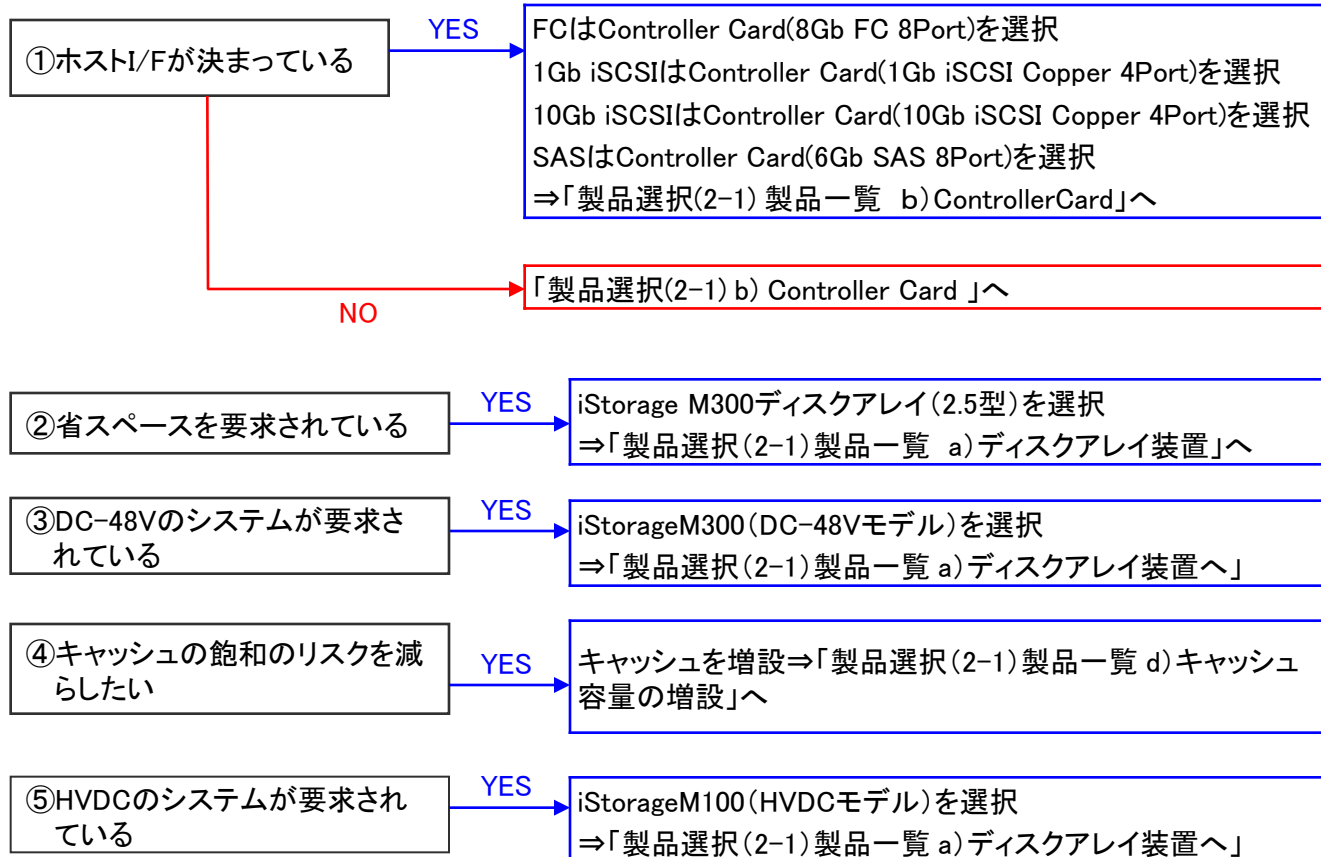 ①ホストI/Fが決まっている
YES
FCはController Card(8Gb FC 8Port)を選択
1Gb iSCSIはController Card(1Gb iSCSI Copper 4Port)を選択
10Gb iSCSIはController Card(10Gb iSCSI Copper 4Port)を選択
SASはController Card(6Gb SAS 8Port)を選択
⇒「製品選択(2-1) 製品一覧　b)ControllerCard」へ
NO
「製品選択(2-1) b) Controller Card 」へ
②省スペースを要求されている
YES
iStorage M300ディスクアレイ(2.5型)を選択
⇒「製品選択(2-1)製品一覧　a)ディスクアレイ装置」へ
③DC-48Vのシステムが要求さ
れている
YES
iStorageM300(DC-48Vモデル)を選択
⇒「製品選択(2-1)製品一覧 a)ディスクアレイ装置へ」
④キャッシュの飽和のリスクを減
らしたい
YES
キャッシュを増設⇒「製品選択(2-1)製品一覧 d)キャッシュ
容量の増設」へ
⑤HVDCのシステムが要求され
ている
YES
iStorageM100(HVDCモデル)を選択
⇒「製品選択(2-1)製品一覧 a)ディスクアレイ装置へ」